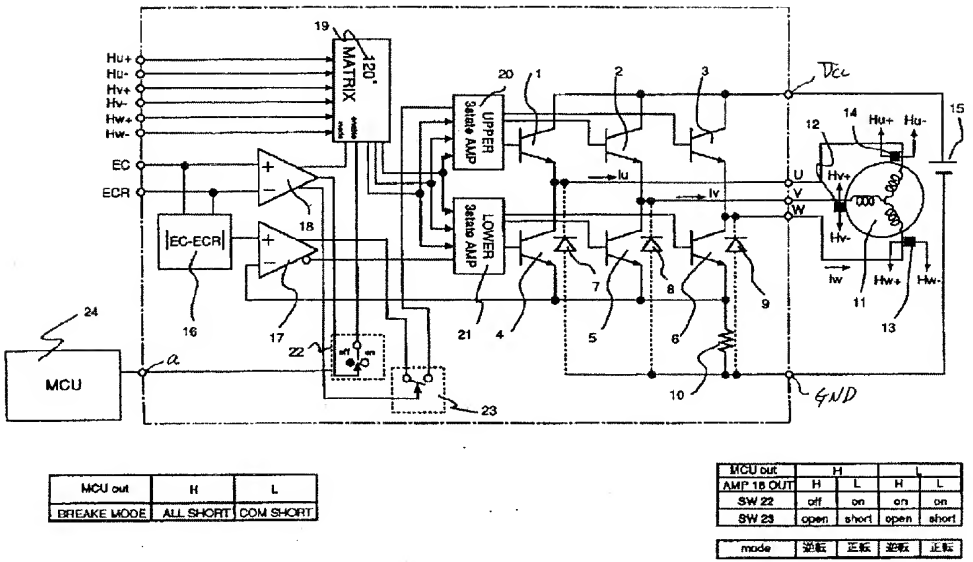 19
Hu+
Hu-
Hv+
Hv-
Hw+
Hw-
EC
ECR
120°
MATRIX
enable
20
1
2
3
UPPER
3state AMP
LOWER
3state AMP
21
+
-
18
|EC-ECR|
16
+
-
17
Iu
Iv
Iw
U
V
W
4
5
6
7
8
9
10
GND
12
14
15
Hu+
Hu-
Hv+
Hv-
11
Hw+
Hw-
13
22
off
on
23
24
MCU
a
MCU out H L
BREAKE MODE ALL SHORT COM SHORT
MCU out H L
AMP 18 OUT H L H L
SW 22 off on on on
SW 23 open short open short
mode 逆転 正転 逆転 正転